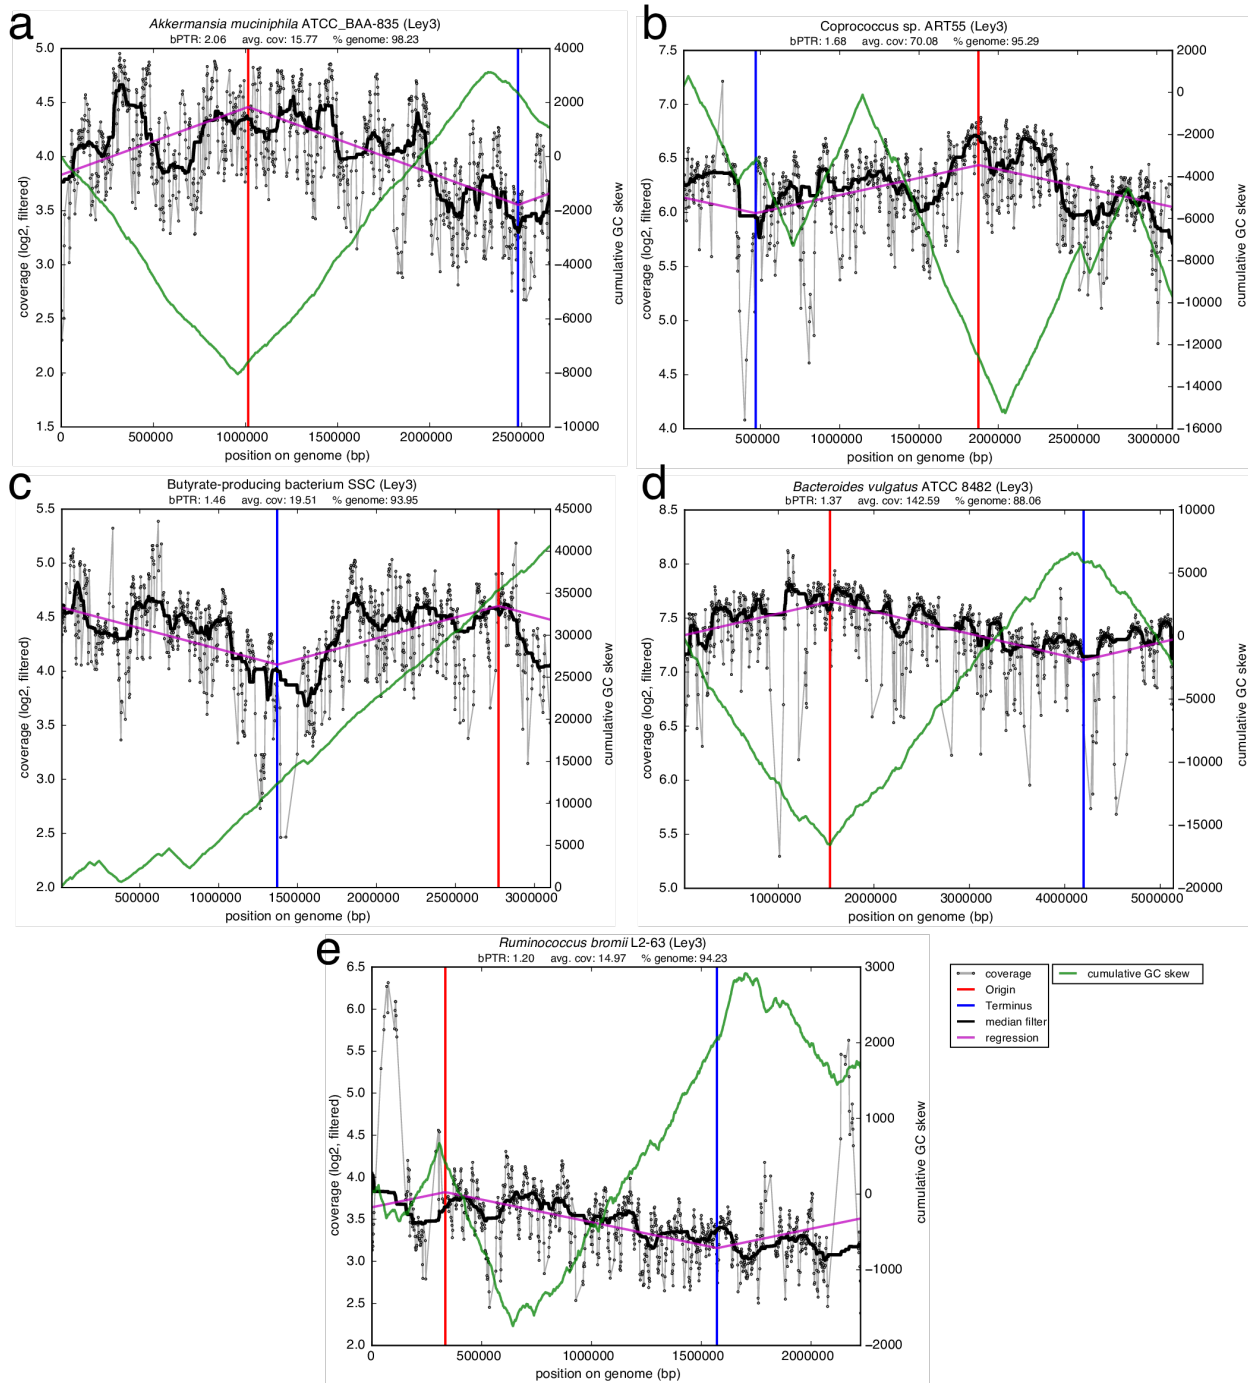 a
Akkermansia muciniphila ATCC_BAA-835 (Ley3)
bPTR: 2.06 avg. cov: 15.77 % genome: 98.23
5.0
4.5
4.0
3.5
3.0
2.5
2.0
1.5
coverage (log2, filtered)
4000
2000
0
−2000
−4000
−6000
−8000
−10000
cumulative GC skew
0 500000 1000000 1500000 2000000 2500000
position on genome (bp)
b
Coprococcus sp. ART55 (Ley3)
bPTR: 1.68 avg. cov: 70.08 % genome: 95.29
7.5
7.0
6.5
6.0
5.5
5.0
4.5
4.0
coverage (log2, filtered)
2000
0
−2000
−4000
−6000
−8000
−10000
−12000
−14000
−16000
cumulative GC skew
500000 1000000 1500000 2000000 2500000 3000000
position on genome (bp)
c
Butyrate-producing bacterium SSC (Ley3)
bPTR: 1.46 avg. cov: 19.51 % genome: 93.95
5.5
5.0
4.5
4.0
3.5
3.0
2.5
2.0
coverage (log2, filtered)
45000
40000
35000
30000
25000
20000
15000
10000
5000
0
cumulative GC skew
500000 1000000 1500000 2000000 2500000 3000000
position on genome (bp)
d
Bacteroides vulgatus ATCC 8482 (Ley3)
bPTR: 1.37 avg. cov: 142.59 % genome: 88.06
8.5
8.0
7.5
7.0
6.5
6.0
5.5
5.0
coverage (log2, filtered)
10000
5000
0
−5000
−10000
−15000
−20000
cumulative GC skew
1000000 2000000 3000000 4000000 5000000
position on genome (bp)
e
Ruminococcus bromii L2-63 (Ley3)
bPTR: 1.20 avg. cov: 14.97 % genome: 94.23
6.5
6.0
5.5
5.0
4.5
4.0
3.5
3.0
2.5
2.0
coverage (log2, filtered)
3000
2000
1000
0
−1000
−2000
cumulative GC skew
0 500000 1000000 1500000 2000000
position on genome (bp)
coverage
Origin
Terminus
median filter
regression
cumulative GC skew